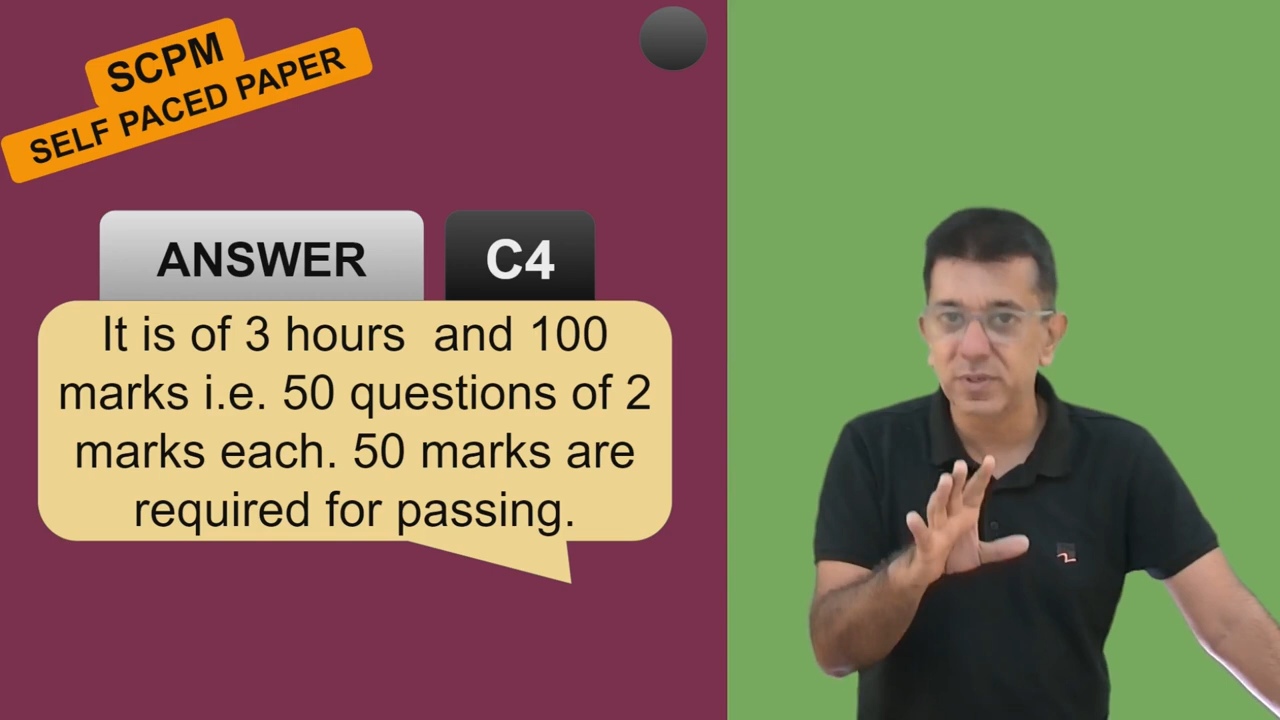 SCPM
SELF PACED PAPER
ANSWER
C4
It is of 3 hours and 100
marks i.e. 50 questions of 2
marks each. 50 marks are
required for passing.